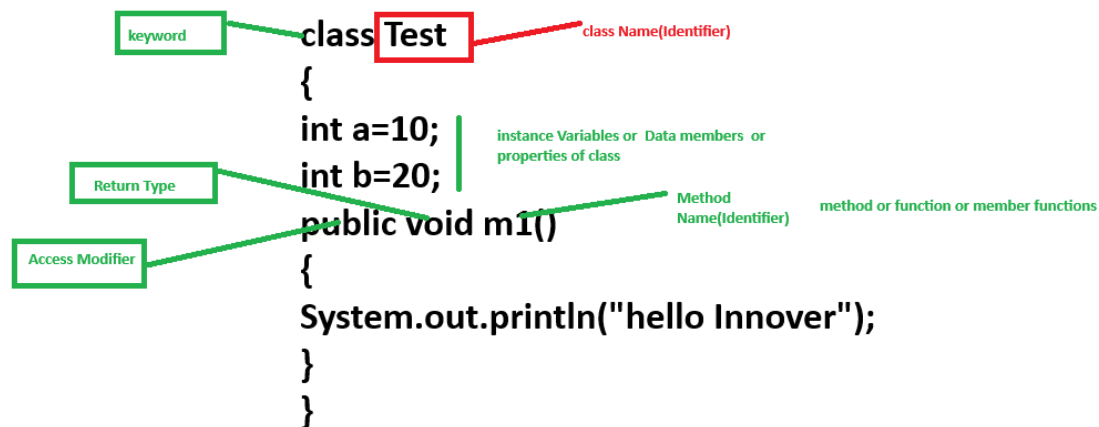 keyword
class Test
class Name(Identifier)
{
int a=10;
instance Variables or Data members or
properties of class
int b=20;
Return Type
Method
Name(Identifier)
method or function or member functions
public void m1()
Access Modifier
{
System.out.println("hello Innover");
}
}